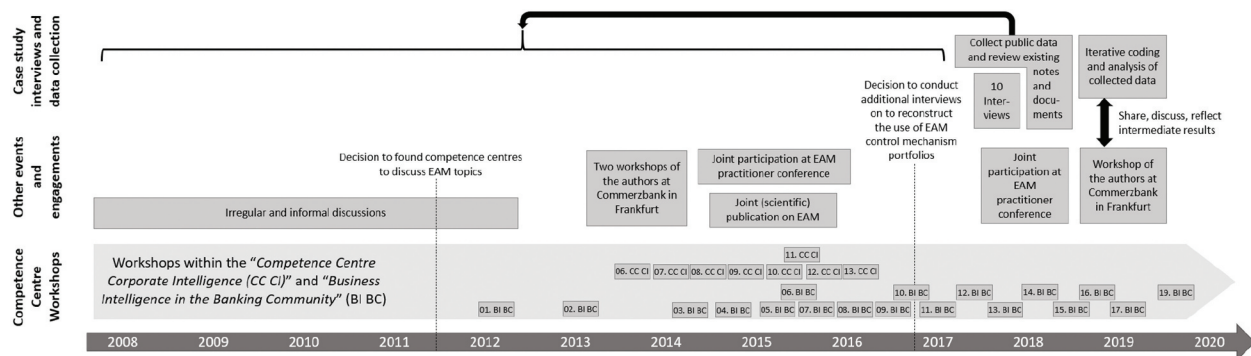 Case study
interviews and
data collection
Collect public data
and review existing
notes
and
docu-
ments
10
Inter-
views
Iterative coding
and analysis of
collected data
Decision to conduct
additional interviews
on to reconstruct
the use of EAM
control mechanism
portfolios
Share, discuss, reflect
intermediate results
Other events
and
engagements
Decision to found competence centres
to discuss EAM topics
Irregular and informal discussions
Two workshops of
the authors at
Commerzbank in
Frankfurt
Joint participation at EAM
practitioner conference
Joint (scientific)
publication on EAM
Joint
participation at
EAM
practitioner
conference
Workshop of
the authors at
Commerzbank
in Frankfurt
Competence
Centre
Workshops
Workshops within the “Competence Centre
Corporate Intelligence (CC CI)” and “Business
Intelligence in the Banking Community” (BI BC)
11. CC CI
06. CC CI 07. CC CI 08. CC CI 09. CC CI 10. CC CI 12. CC CI 13. CC CI
06. BI BC 10. BI BC 12. BI BC 14. BI BC 16. BI BC 19. BI BC
01. BI BC 02. BI BC 03. BI BC 04. BI BC 05. BI BC 07. BI BC 08. BI BC 09. BI BC 11. BI BC 13. BI BC 15. BI BC 17. BI BC
2008 2009 2010 2011 2012 2013 2014 2015 2016 2017 2018 2019 2020